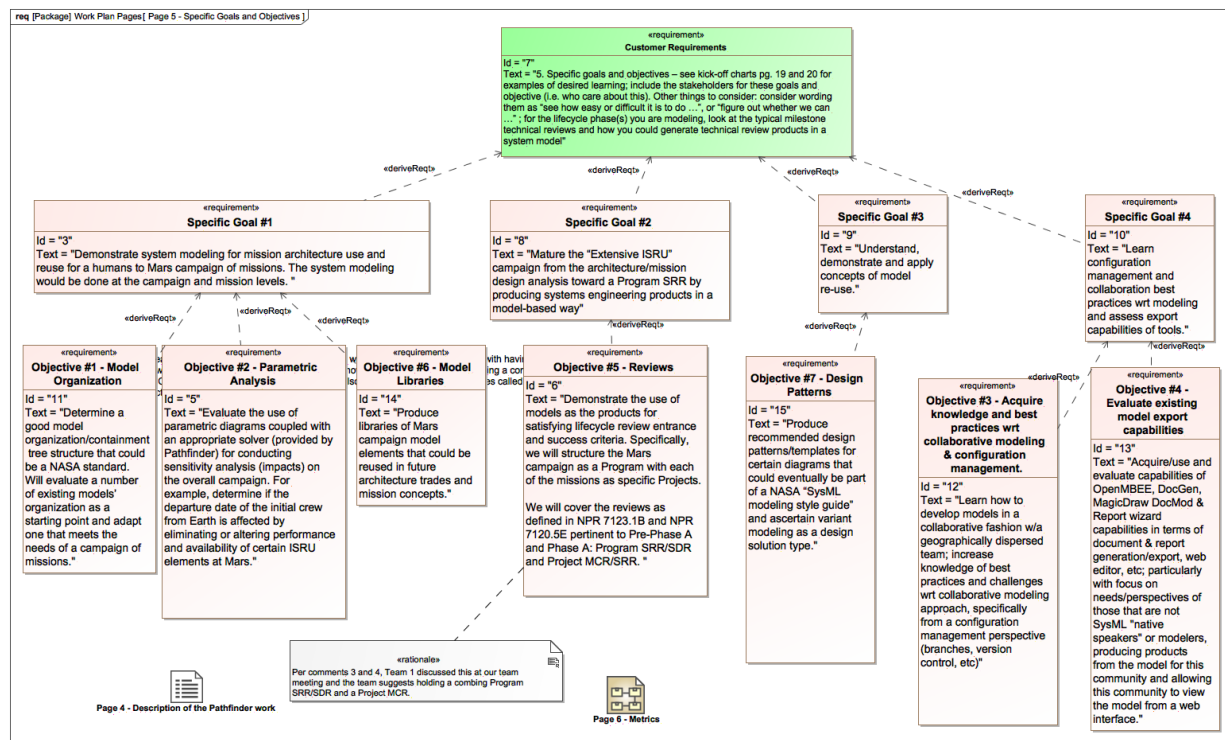 req [Package] Work Plan Pages[ Page 5 - Specific Goals and Objectives ]
«requirement»
Customer Requirements
Id = "7"
Text = "5. Specific goals and objectives – see kick-off charts pg. 19 and 20 for
examples of desired learning; include the stakeholders for these goals and
objective (i.e. who care about this). Other things to consider: consider wording
them as “see how easy or difficult it is to do …”, or “figure out whether we can
…” ; for the lifecycle phase(s) you are modeling, look at the typical milestone
technical reviews and how you could generate technical review products in a
system model"
«deriveReqt»
«deriveReqt»
«deriveReqt»
«deriveReqt»
«requirement»
Specific Goal #1
Id = "3"
Text = "Demonstrate system modeling for mission architecture use and
reuse for a humans to Mars campaign of missions. The system modeling
would be done at the campaign and mission levels. "
«requirement»
Specific Goal #2
Id = "8"
Text = "Mature the “Extensive ISRU”
campaign from the architecture/mission
design analysis toward a Program SRR by
producing systems engineering products in a
model-based way"
«requirement»
Specific Goal #3
Id = "9"
Text = "Understand,
demonstrate and apply
concepts of model
re-use."
«requirement»
Specific Goal #4
Id = "10"
Text = "Learn
configuration
management and
collaboration best
practices wrt modeling
and assess export
capabilities of tools."
«deriveReqt»
«deriveReqt»
«deriveReqt»
«deriveReqt»
«deriveReqt»
«deriveReqt»
«deriveReqt»
«requirement»
Objective #1 - Model
Organization
Id = "11"
Text = "Determine a
good model
organization/containment
tree structure that could
be a NASA standard.
Will evaluate a number
of existing models'
organization as a
starting point and adapt
one that meets the
needs of a campaign of
missions."
«requirement»
Objective #2 - Parametric
Analysis
Id = "5"
Text = "Evaluate the use of
parametric diagrams coupled with
an appropriate solver (provided by
Pathfinder) for conducting
sensitivity analysis (impacts) on
the overall campaign. For
example, determine if the
departure date of the initial crew
from Earth is affected by
eliminating or altering performance
and availability of certain ISRU
elements at Mars."
«requirement»
Objective #6 - Model
Libraries
Id = "14"
Text = "Produce
libraries of Mars
campaign model
elements that could be
reused in future
architecture trades and
mission concepts."
with havin
es called
«requirement»
Objective #5 - Reviews
Id = "6"
Text = "Demonstrate the use of
models as the products for
satisfying lifecycle review entrance
and success criteria. Specifically,
we will structure the Mars
campaign as a Program with each
of the missions as specific Projects.
We will cover the reviews as
defined in NPR 7123.1B and NPR
7120.5E pertinent to Pre-Phase A
and Phase A: Program SRR/SDR
and Project MCR/SRR. "
«requirement»
Objective #7 - Design
Patterns
Id = "15"
Text = "Produce
recommended design
patterns/templates for
certain diagrams that
could eventually be part
of a NASA “SysML
modeling style guide”
and ascertain variant
modeling as a design
solution type."
«requirement»
Objective #3 - Acquire
knowledge and best
practices wrt
collaborative modeling
& configuration
management.
Id = "12"
Text = "Learn how to
develop models in a
collaborative fashion w/a
geographically dispersed
team; increase
knowledge of best
practices and challenges
wrt collaborative modeling
approach, specifically
from a configuration
management perspective
(branches, version
control, etc)"
«requirement»
Objective #4 -
Evaluate existing
model export
capabilities
Id = "13"
Text = "Acquire/use and
evaluate capabilities of
OpenMBEE, DocGen,
MagicDraw DocMod &
Report wizard
capabilities in terms of
document & report
generation/export, web
editor, etc; particularly
with focus on
needs/perspectives of
those that are not
SysML "native
speakers" or modelers,
producing products
from the model for this
community and allowing
this community to view
the model from a web
interface."
«rationale»
Per comments 3 and 4, Team 1 discussed this at our team
meeting and the team suggests holding a combing Program
SRR/SDR and a Project MCR.
Page 4 - Description of the Pathfinder work
Page 6 - Metrics